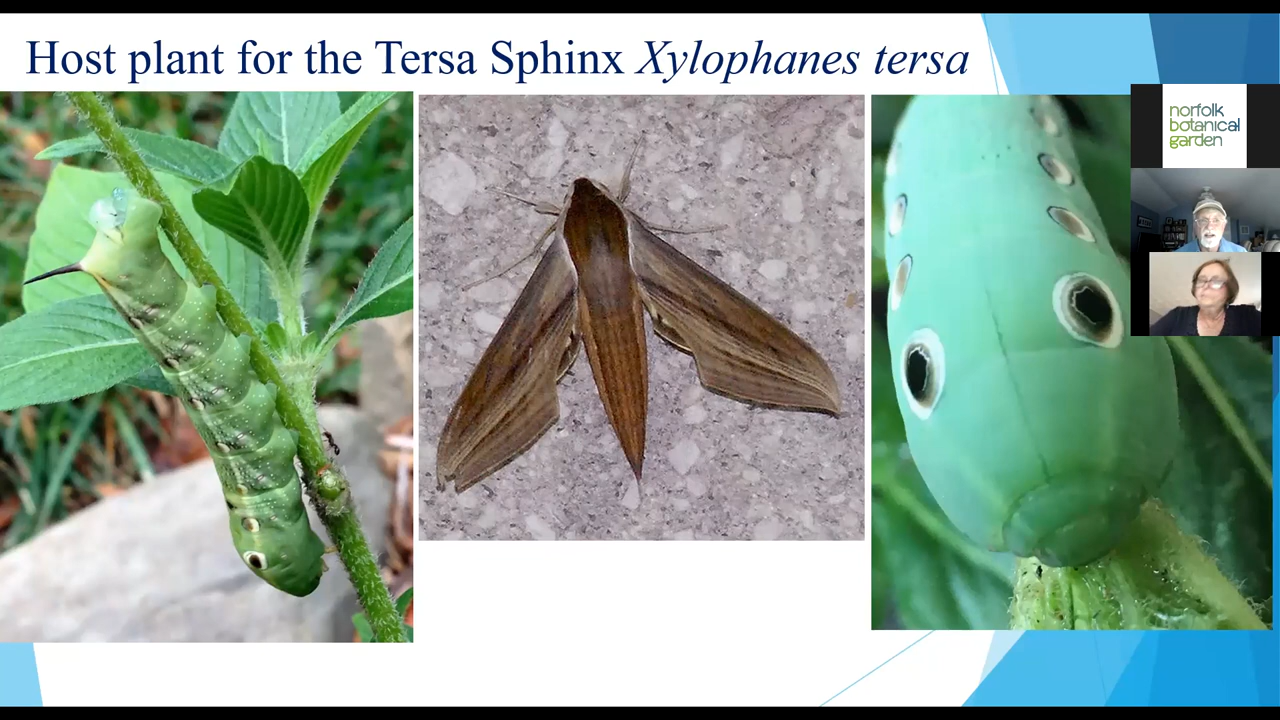 Host plant for the Tersa Sphinx Xylophanes tersa
norfolk
botanical
garden